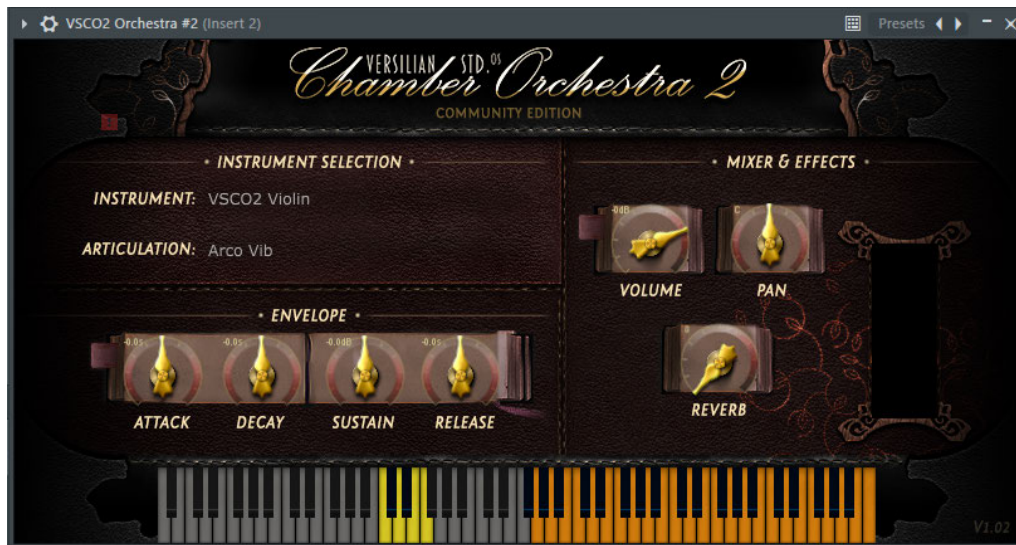 VSCO2 Orchestra #2 (Insert 2)
Presets
VERSILIAN STD.OS
Chamber Orchestra 2
COMMUNITY EDITION
• INSTRUMENT SELECTION •
INSTRUMENT: VSCO2 Violin
ARTICULATION: Arco Vib
• ENVELOPE •
-0.0s
-0.0s
-0.0dB
-0.0s
ATTACK
DECAY
SUSTAIN
RELEASE
• MIXER & EFFECTS •
-0dB
C
VOLUME
PAN
0
REVERB
V1.02